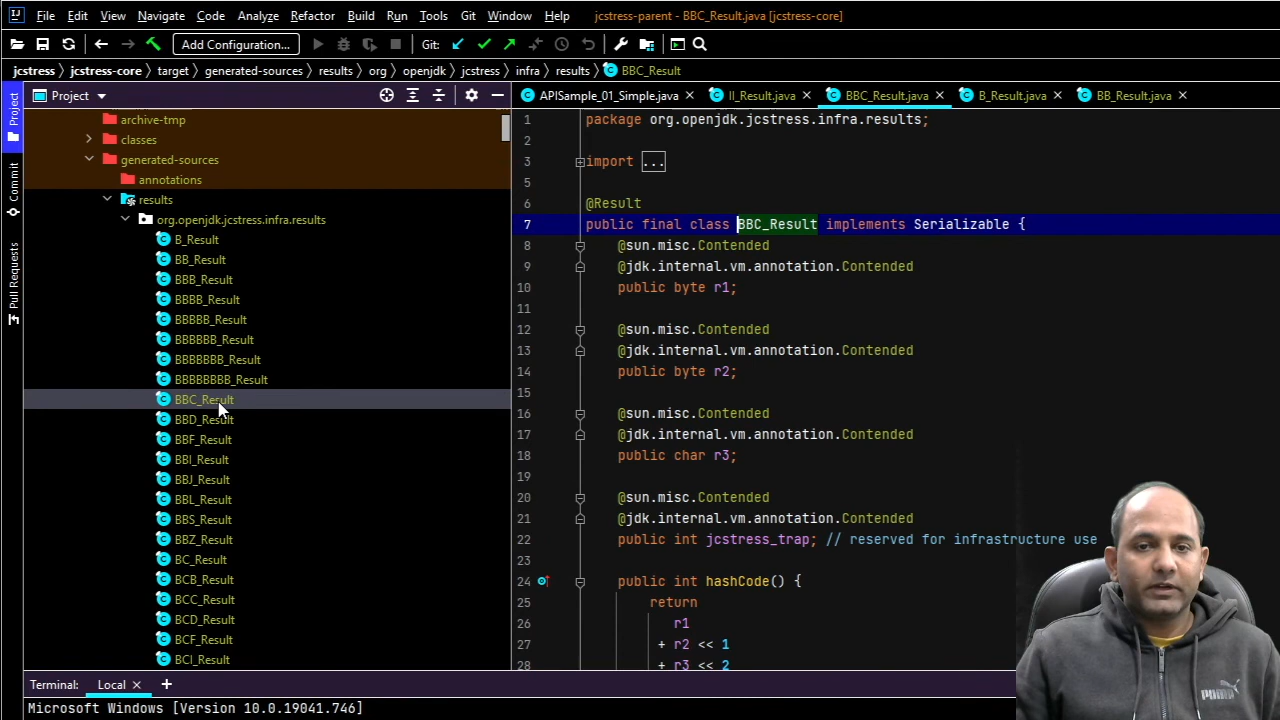 IJ File Edit View Navigate Code Analyze Refactor Build Run Tools Git Window Help jcstress-parent - BBC_Result.java [jcstress-core]
Add Configuration... Git:
jcstress jcstress-core target generated-sources results org openjdk jcstress infra results BBC_Result
Project
APISample_01_Simple.java II_Result.java BBC_Result.java B_Result.java BB_Result.java
Project
Commit
Pull Requests
archive-tmp
classes
generated-sources
annotations
results
org.openjdk.jcstress.infra.results
B_Result
BB_Result
BBB_Result
BBBB_Result
BBBBB_Result
BBBBBB_Result
BBBBBBB_Result
BBBBBBBB_Result
BBC_Result
BBD_Result
BBF_Result
BBI_Result
BBJ_Result
BBL_Result
BBS_Result
BBZ_Result
BC_Result
BCB_Result
BCC_Result
BCD_Result
BCF_Result
BCI_Result
1 package org.openjdk.jcstress.infra.results;
2
3 import ...
5
6 @Result
7 public final class BBC_Result implements Serializable {
8 @sun.misc.Contended
9 @jdk.internal.vm.annotation.Contended
10 public byte r1;
11
12 @sun.misc.Contended
13 @jdk.internal.vm.annotation.Contended
14 public byte r2;
15
16 @sun.misc.Contended
17 @jdk.internal.vm.annotation.Contended
18 public char r3;
19
20 @sun.misc.Contended
21 @jdk.internal.vm.annotation.Contended
22 public int jcstress_trap; // reserved for infrastructure use
23
24 public int hashCode() {
25 return
26 r1
27 + r2 << 1
28 + r3 << 2
PUMA
Terminal: Local
Microsoft Windows [Version 10.0.19041.746]